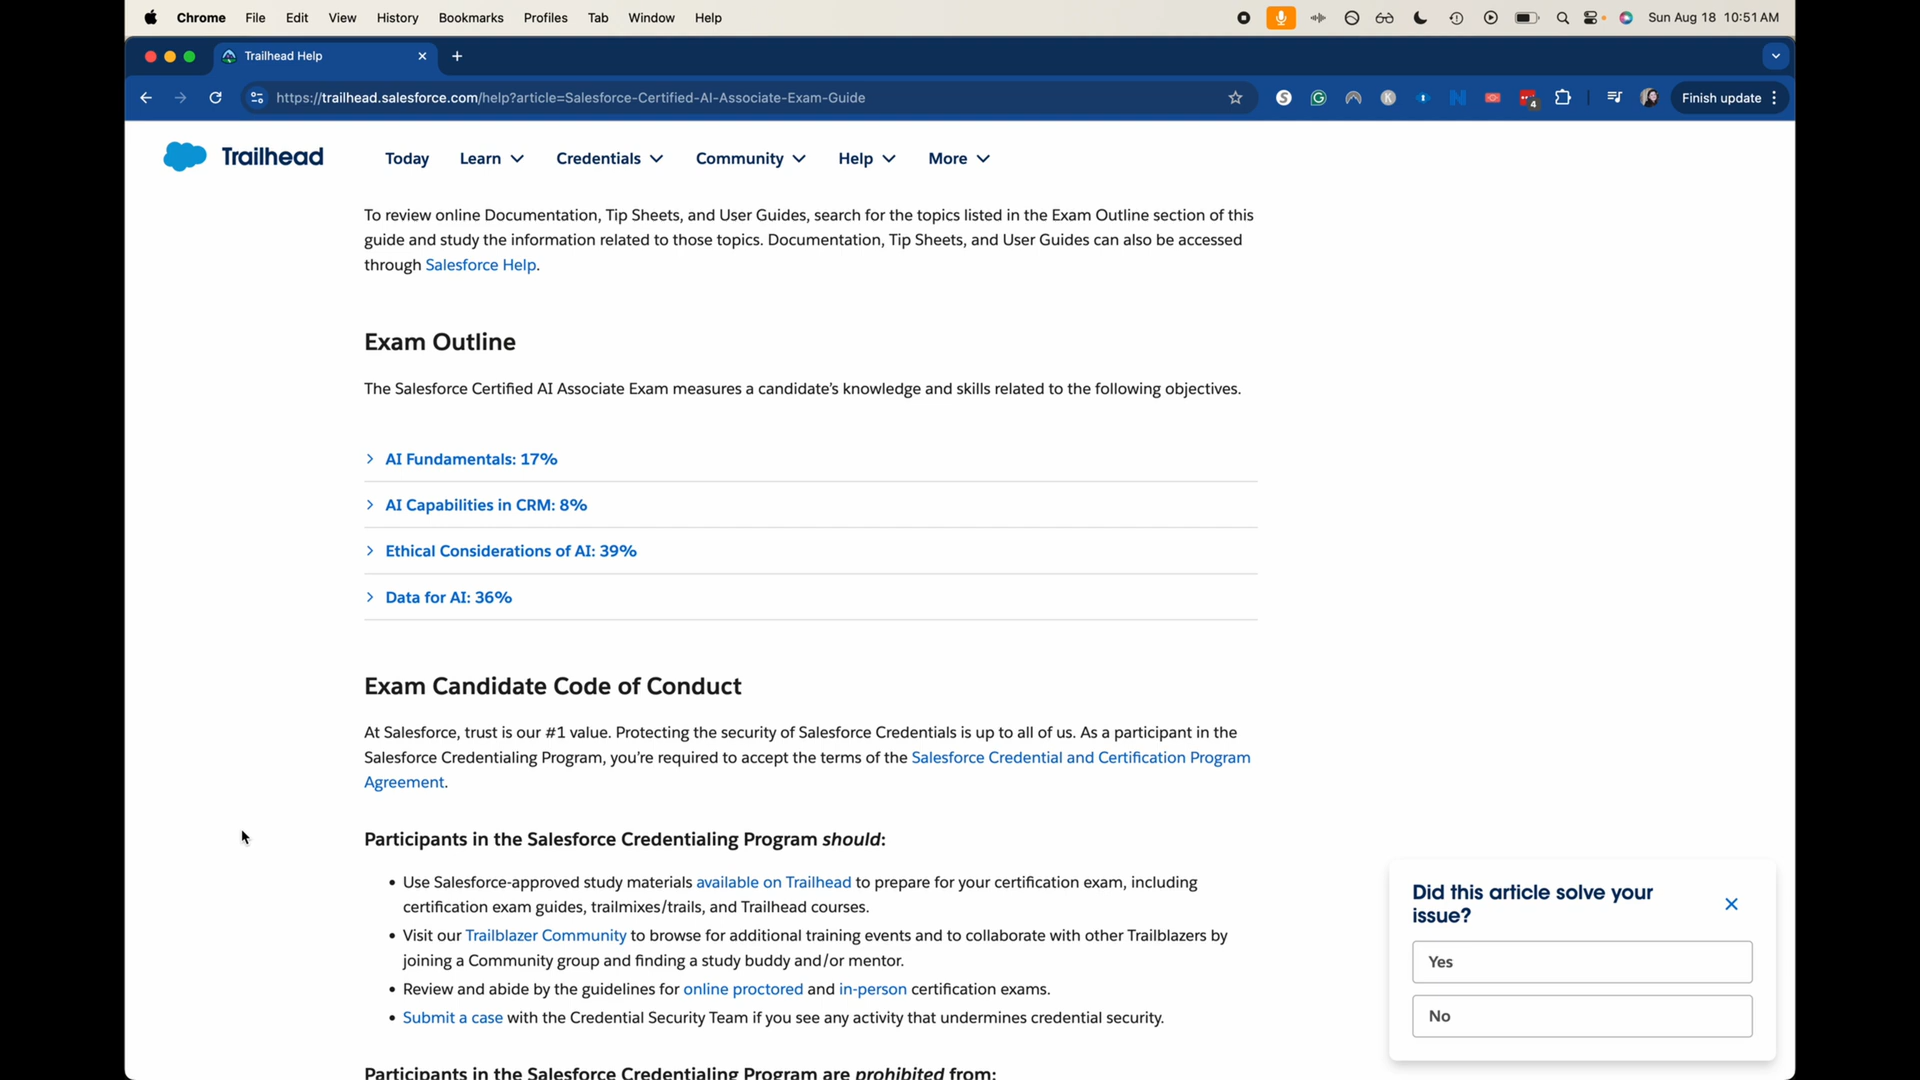 Chrome File Edit View History Bookmarks Profiles Tab Window Help Sun Aug 18 10:51 AM
Trailhead Help
https://trailhead.salesforce.com/help?article=Salesforce-Certified-AI-Associate-Exam-Guide 4 Finish update
Trailhead Today Learn Credentials Community Help More
To review online Documentation, Tip Sheets, and User Guides, search for the topics listed in the Exam Outline section of this
guide and study the information related to those topics. Documentation, Tip Sheets, and User Guides can also be accessed
through Salesforce Help.
Exam Outline
The Salesforce Certified AI Associate Exam measures a candidate’s knowledge and skills related to the following objectives.
AI Fundamentals: 17%
AI Capabilities in CRM: 8%
Ethical Considerations of AI: 39%
Data for AI: 36%
Exam Candidate Code of Conduct
At Salesforce, trust is our #1 value. Protecting the security of Salesforce Credentials is up to all of us. As a participant in the
Salesforce Credentialing Program, you’re required to accept the terms of the Salesforce Credential and Certification Program
Agreement.
Participants in the Salesforce Credentialing Program should:
• Use Salesforce-approved study materials available on Trailhead to prepare for your certification exam, including
certification exam guides, trailmixes/trails, and Trailhead courses.
• Visit our Trailblazer Community to browse for additional training events and to collaborate with other Trailblazers by
joining a Community group and finding a study buddy and/or mentor.
• Review and abide by the guidelines for online proctored and in-person certification exams.
• Submit a case with the Credential Security Team if you see any activity that undermines credential security.
Participants in the Salesforce Credentialing Program are prohibited from:
Did this article solve your
issue?
Yes
No